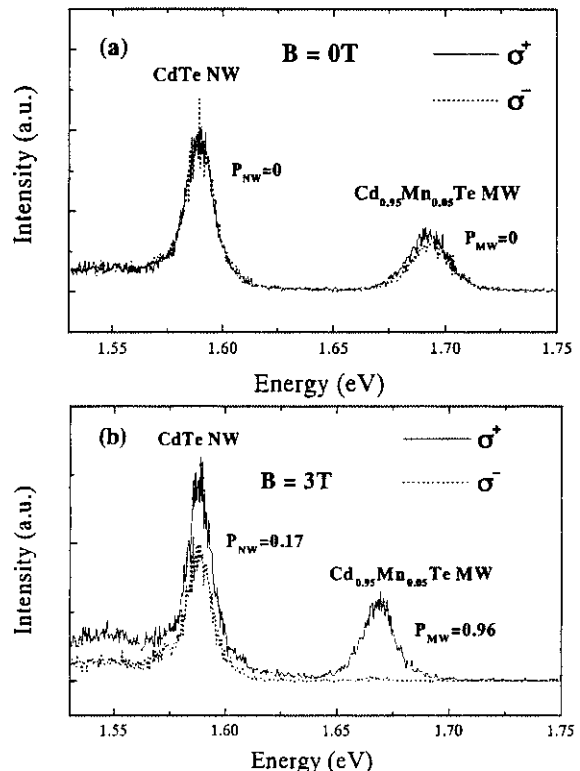 (a)
B = 0T
σ⁺
σ⁻
CdTe NW
P_NW=0
Cd₀.₉₅Mn₀.₀₅Te MW
P_MW=0
Intensity (a.u.)
1.55 1.60 1.65 1.70 1.75
Energy (eV)
(b)
CdTe NW
B = 3T
σ⁺
σ⁻
P_NW=0.17
Cd₀.₉₅Mn₀.₀₅Te MW
P_MW=0.96
Intensity (a.u.)
1.55 1.60 1.65 1.70 1.75
Energy (eV)